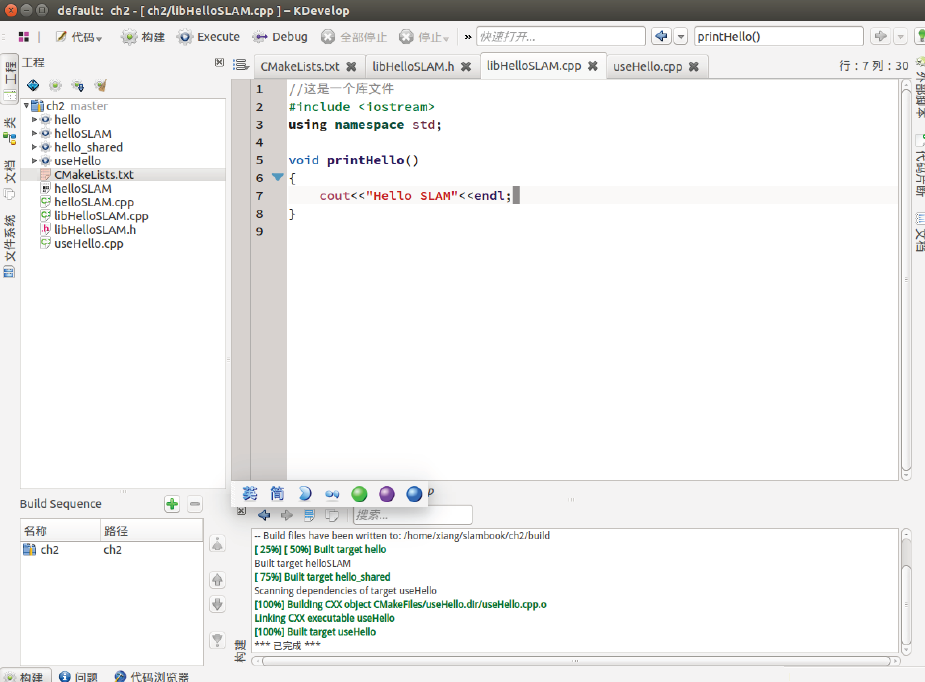 default: ch2 - [ ch2/libHelloSLAM.cpp ] – KDevelop
代码 构建 Execute Debug 全部停止 停止 » 快速打开... printHello()
工程
CMakeLists.txt libHelloSLAM.h libHelloSLAM.cpp useHello.cpp 行：7 列：30
工程
类
文档
文件系统
ch2 master
hello
helloSLAM
hello_shared
useHello
CMakeLists.txt
helloSLAM
helloSLAM.cpp
libHelloSLAM.cpp
libHelloSLAM.h
useHello.cpp
1 //这是一个库文件
2 #include <iostream>
3 using namespace std;
4
5 void printHello()
6 {
7 cout<<"Hello SLAM"<<endl;
8 }
9
外部脚本
代码片断
文档
Build Sequence
名称 路径
ch2 ch2
英 简
搜索...
-- Build files have been written to: /home/xiang/slambook/ch2/build
[ 25%] [ 50%] Built target hello
Built target helloSLAM
[ 75%] Built target hello_shared
Scanning dependencies of target useHello
[100%] Building CXX object CMakeFiles/useHello.dir/useHello.cpp.o
Linking CXX executable useHello
[100%] Built target useHello
*** 已完成 ***
构建
构建 问题 代码浏览器